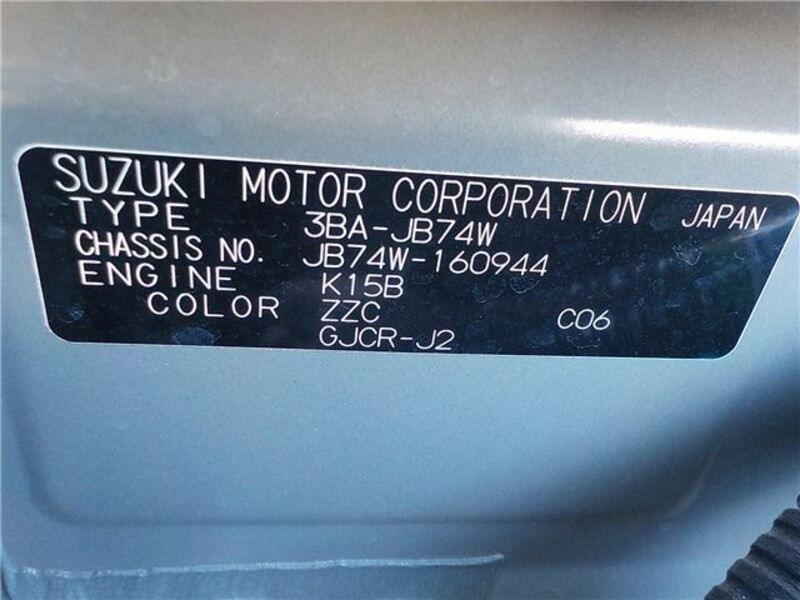 SUZUKI MOTOR CORPORATION JAPAN
TYPE 3BA-JB74W
CHASSIS NO. JB74W-160944
ENGINE K15B
COLOR ZZC C06
GJCR-J2